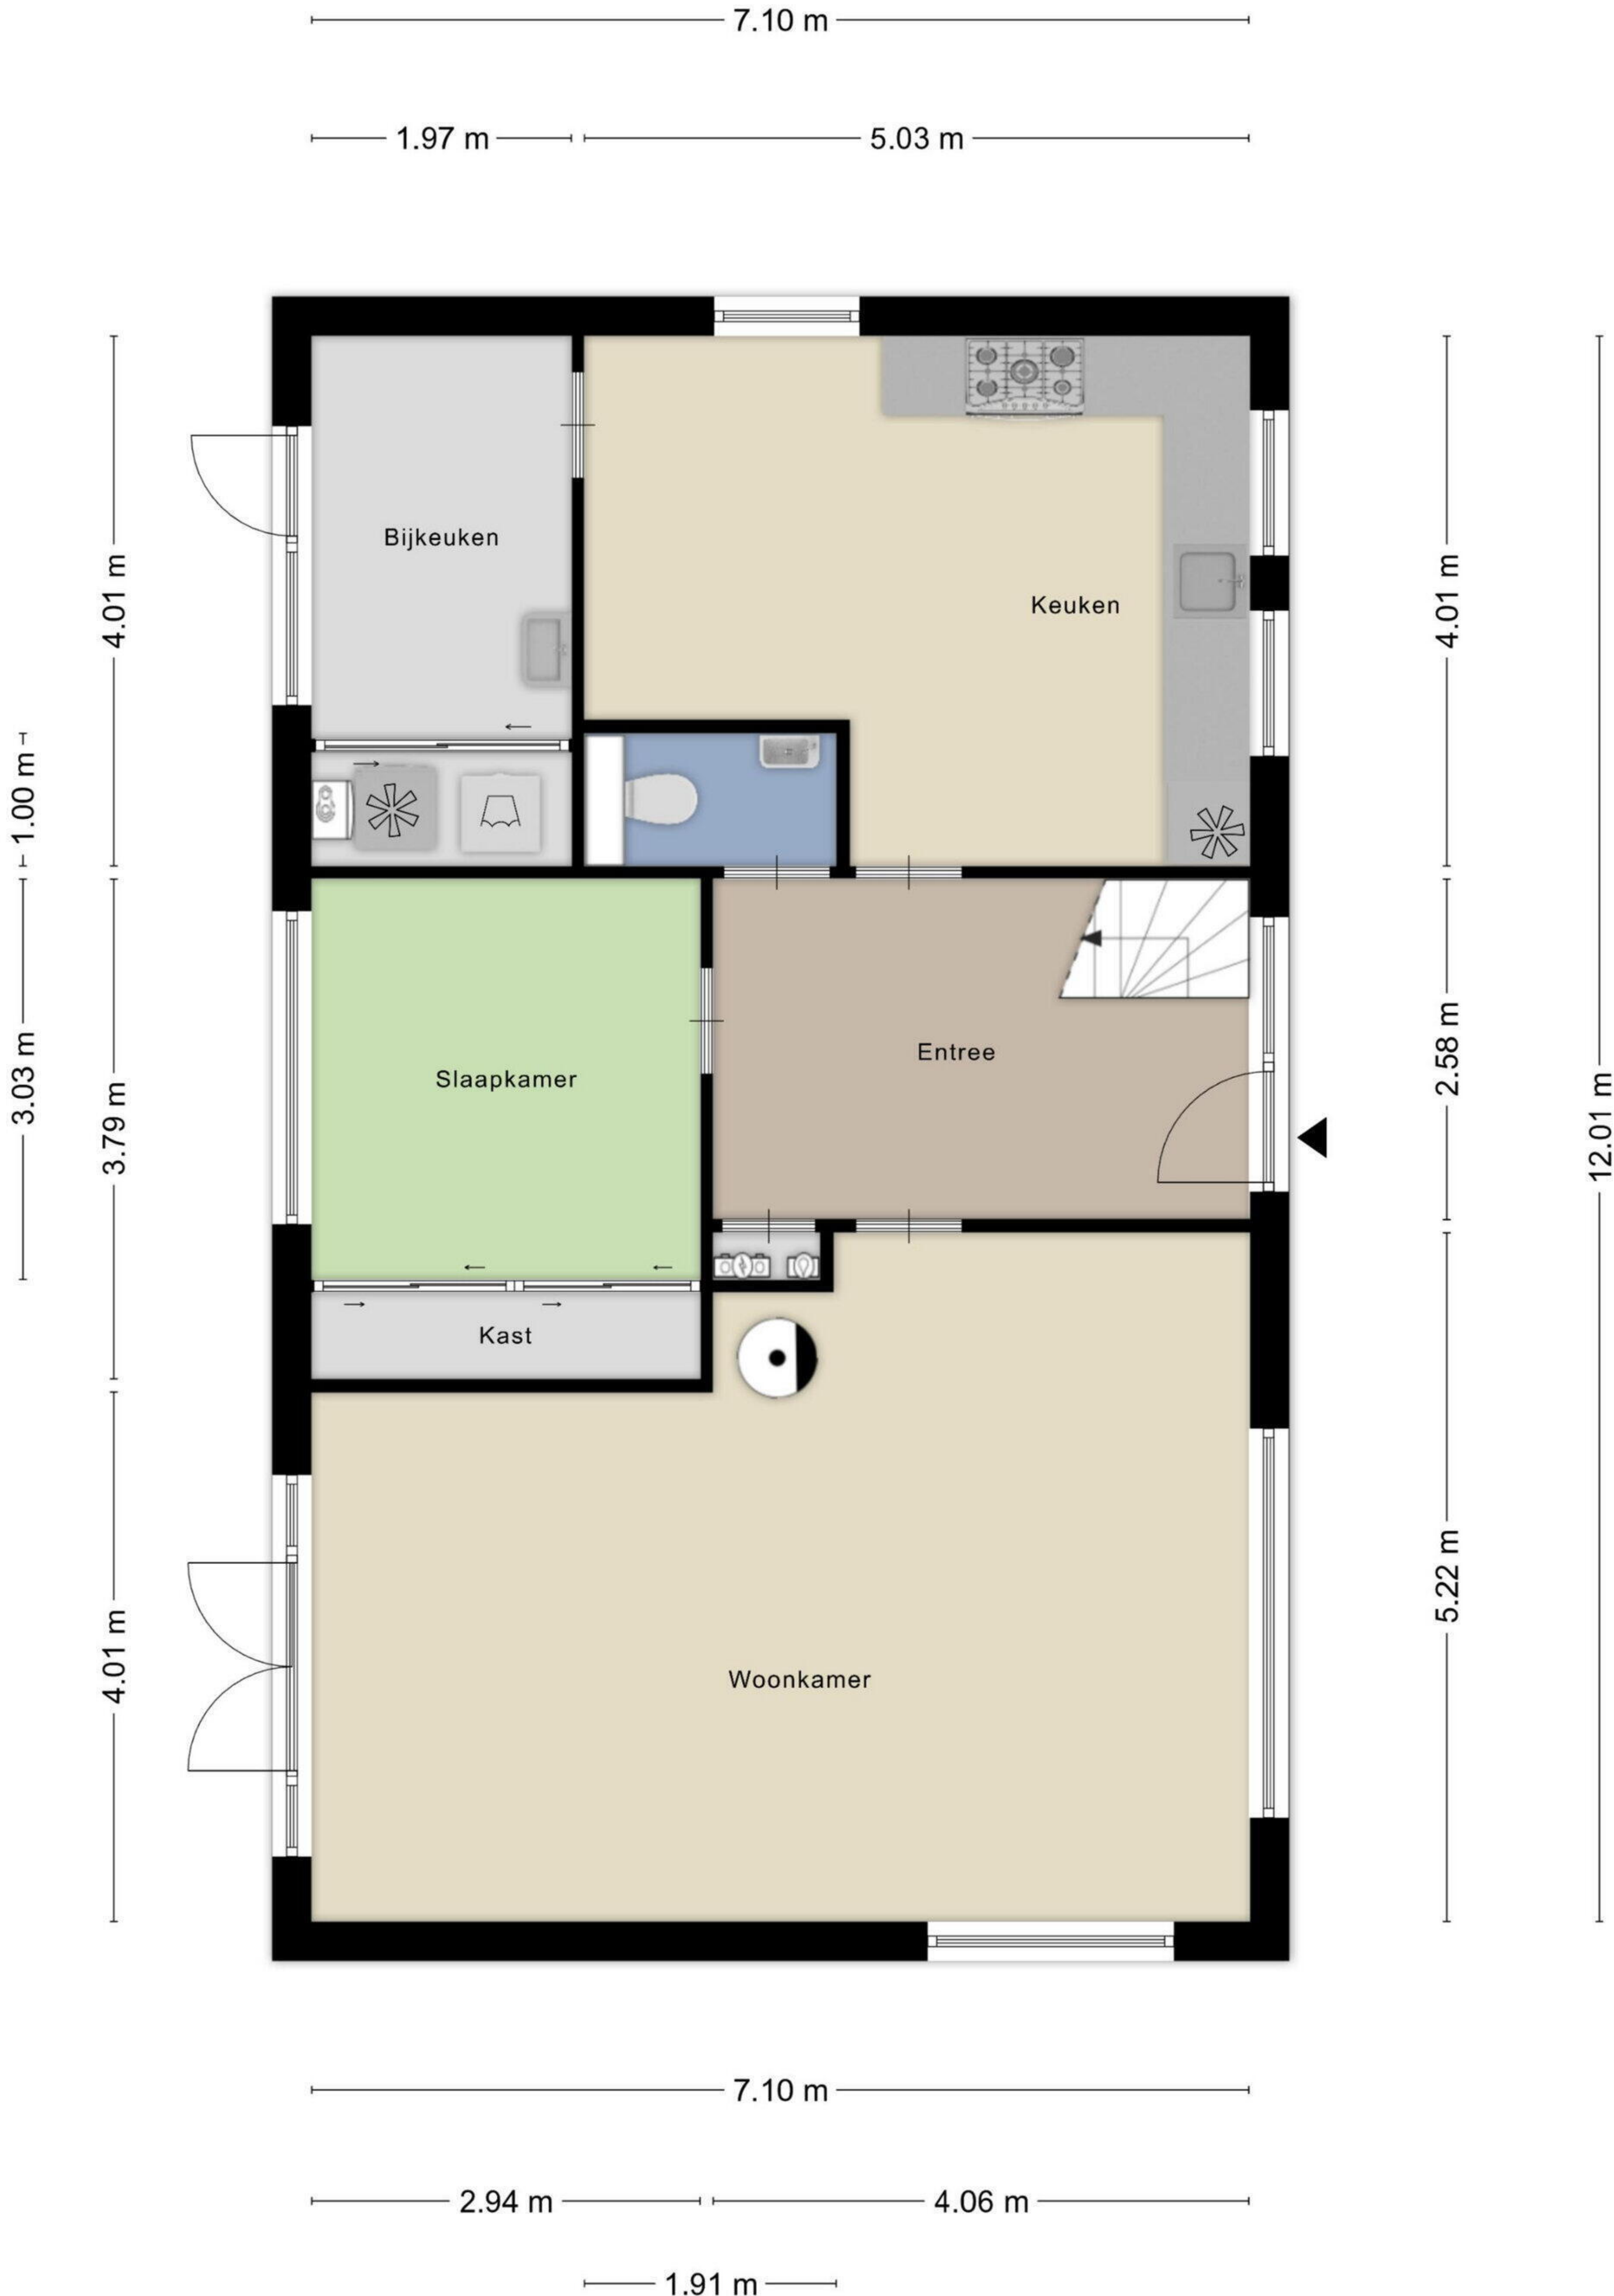 7.10 m
1.97 m
5.03 m
Bijkeuken
4.01 m
4.01 m
Keuken
1.00 m
2.58 m
Entree
3.03 m
Slaapkamer
3.79 m
12.01 m
Kast
5.22 m
4.01 m
Woonkamer
7.10 m
2.94 m
4.06 m
1.91 m